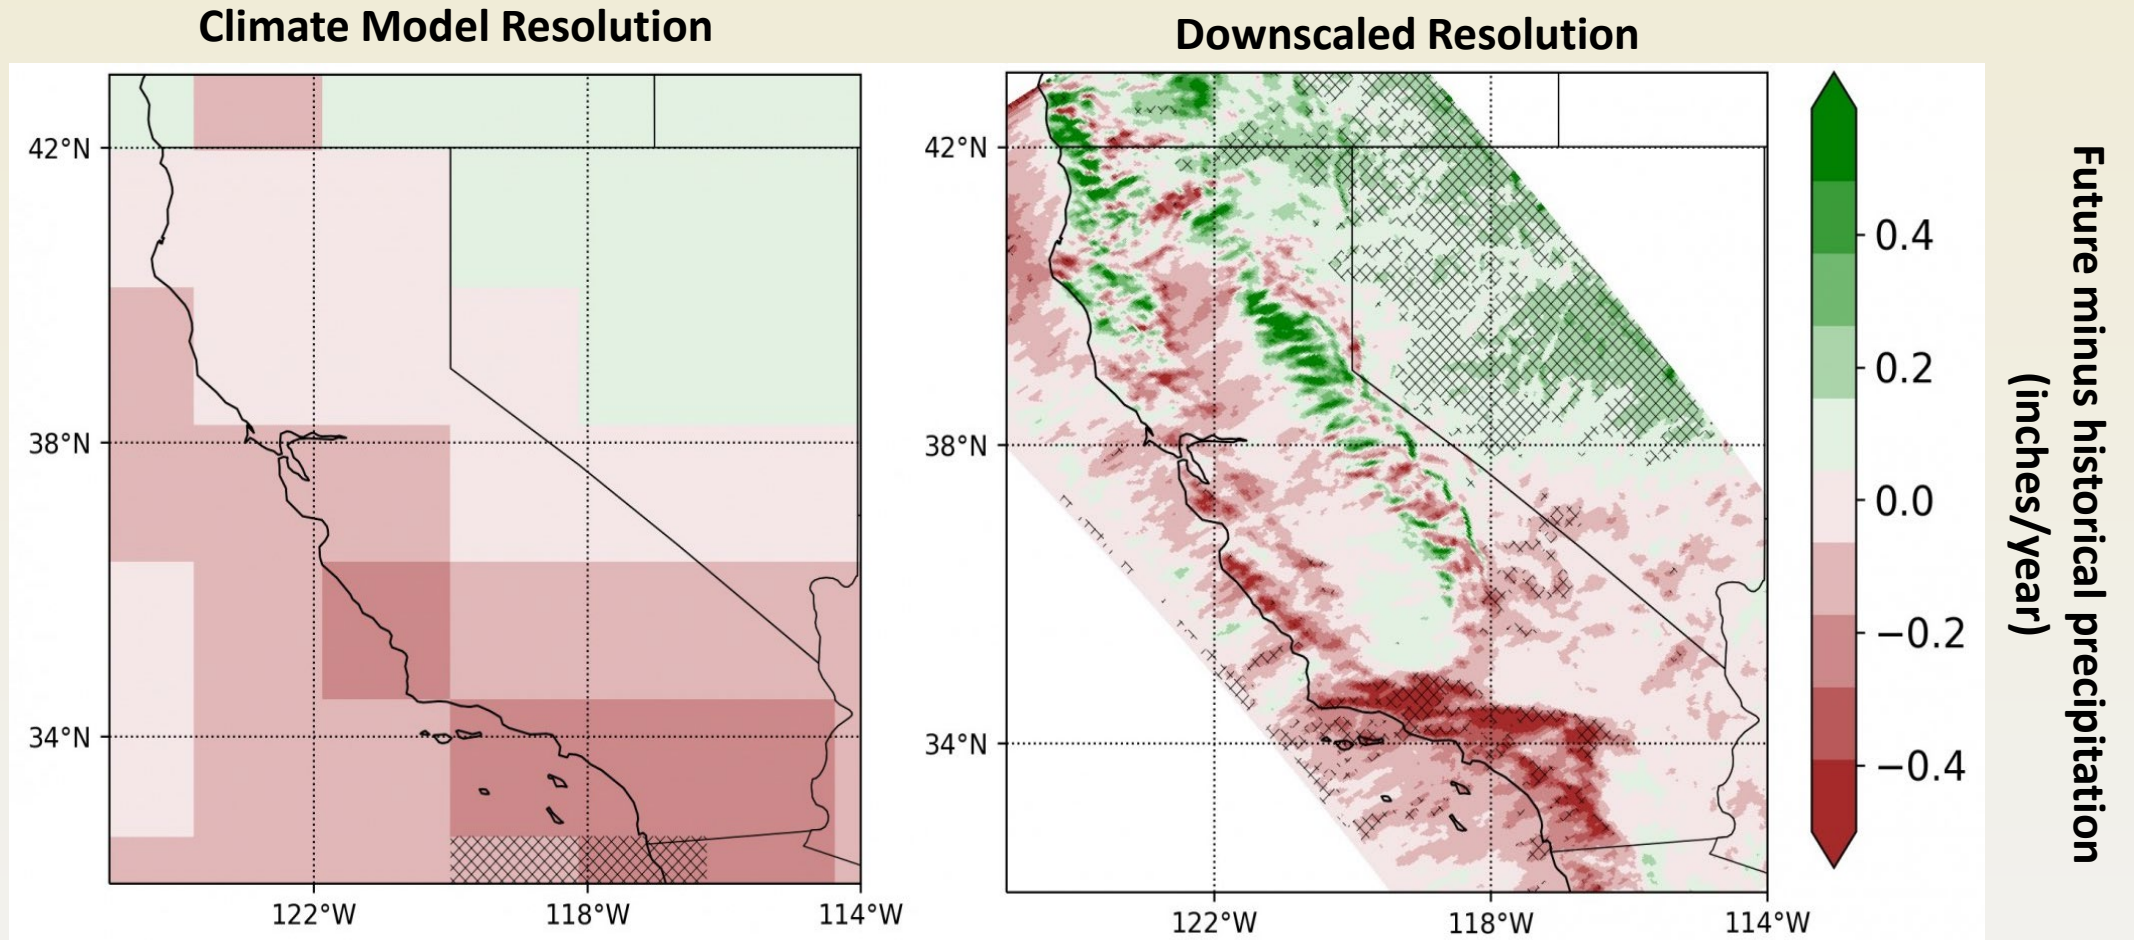 Climate Model Resolution
42°N
38°N
34°N
122°W
118°W
114°W
Downscaled Resolution
42°N
38°N
34°N
122°W
118°W
114°W
0.4
0.2
0.0
−0.2
−0.4
Future minus historical precipitation
(inches/year)